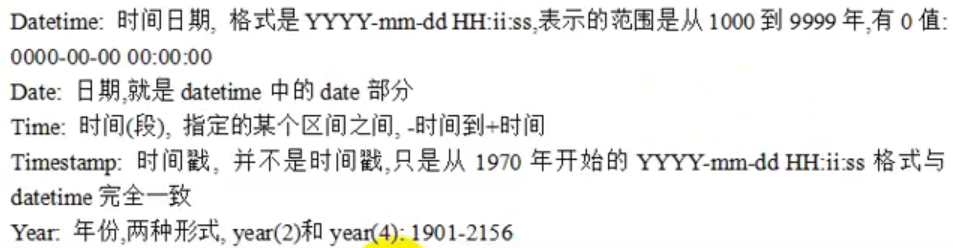 Datetime: 时间日期, 格式是 YYYY-mm-dd HH:ii:ss,表示的范围是从 1000 到 9999 年,有 0 值:
0000-00-00 00:00:00
Date: 日期,就是 datetime 中的 date 部分
Time: 时间(段), 指定的某个区间之间, -时间到+时间
Timestamp: 时间戳, 并不是时间戳,只是从 1970 年开始的 YYYY-mm-dd HH:ii:ss 格式与
datetime 完全一致
Year: 年份,两种形式, year(2)和 year(4): 1901-2156